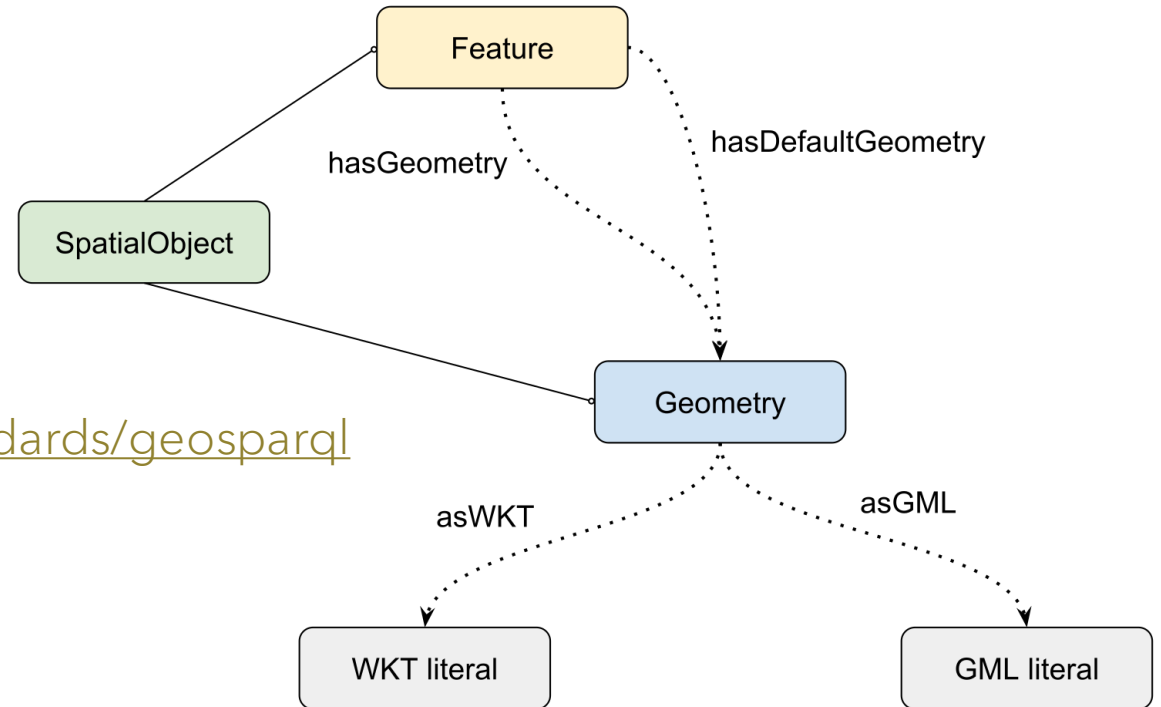 Feature
hasDefaultGeometry
hasGeometry
SpatialObject
Geometry
dards/geosparql
asGML
asWKT
WKT literal
GML literal